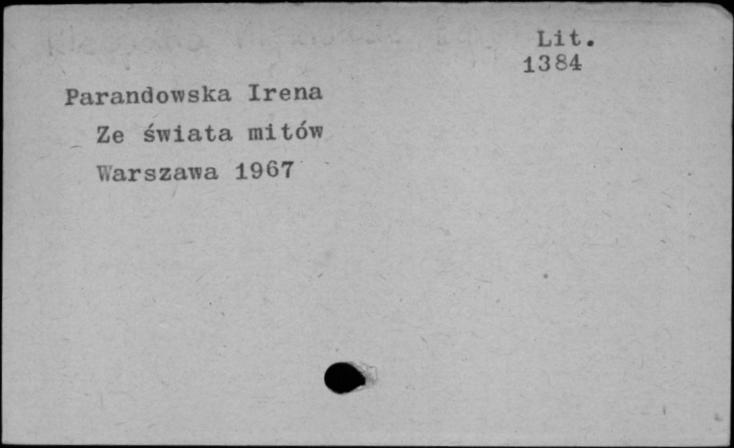 Lit.
1384
Parandowska Irena
Ze świata mitów
Warszawa 1967